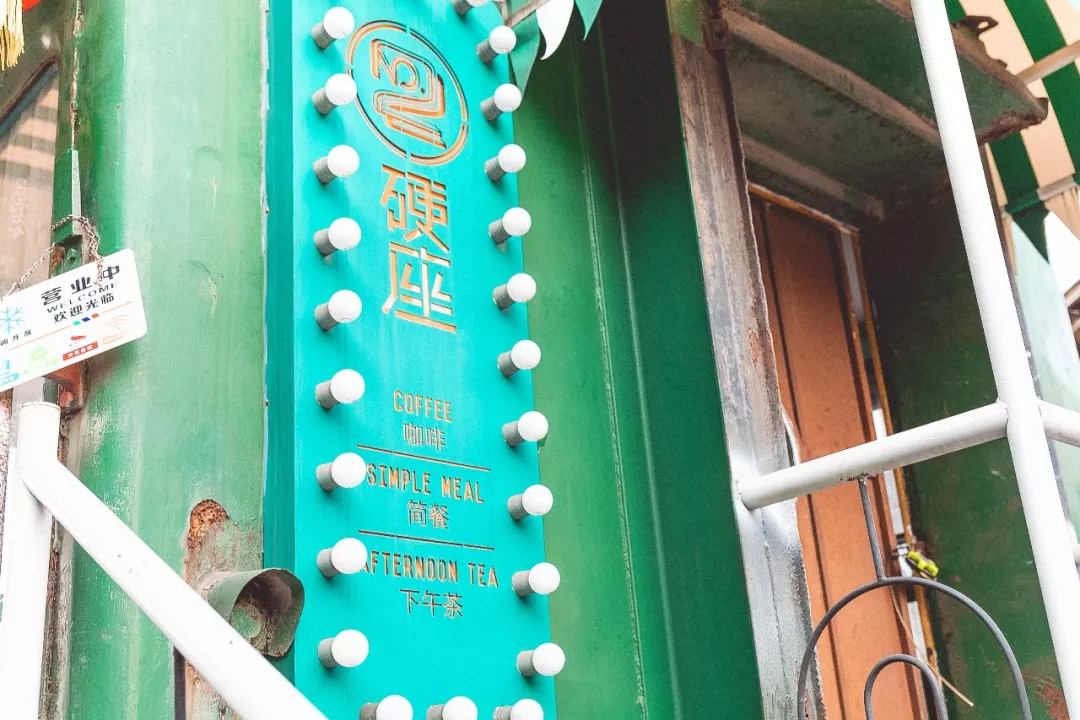 硬座
COFFEE
咖啡
SIMPLE MEAL
简餐
AFTERNOON TEA
下午茶
营业中
WELCOME
欢迎光临